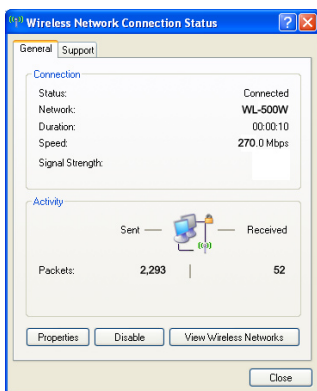 Wireless Network Connection Status
General Support
Connection
Status: Connected
Network: WL-500W
Duration: 00:00:10
Speed: 270.0 Mbps
Signal Strength:
Activity
Sent — Received
Packets: 2,293 | 52
Properties Disable View Wireless Networks
Close